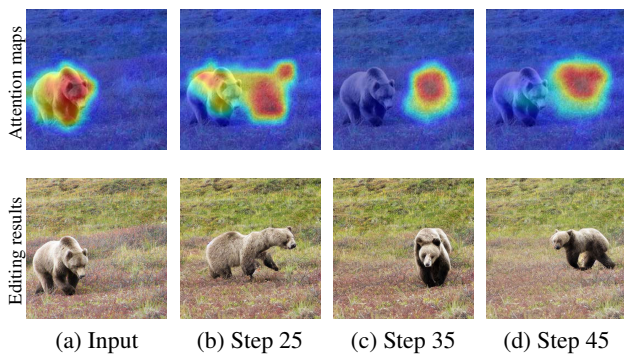 Attention maps
Editing results
(a) Input
(b) Step 25
(c) Step 35
(d) Step 45